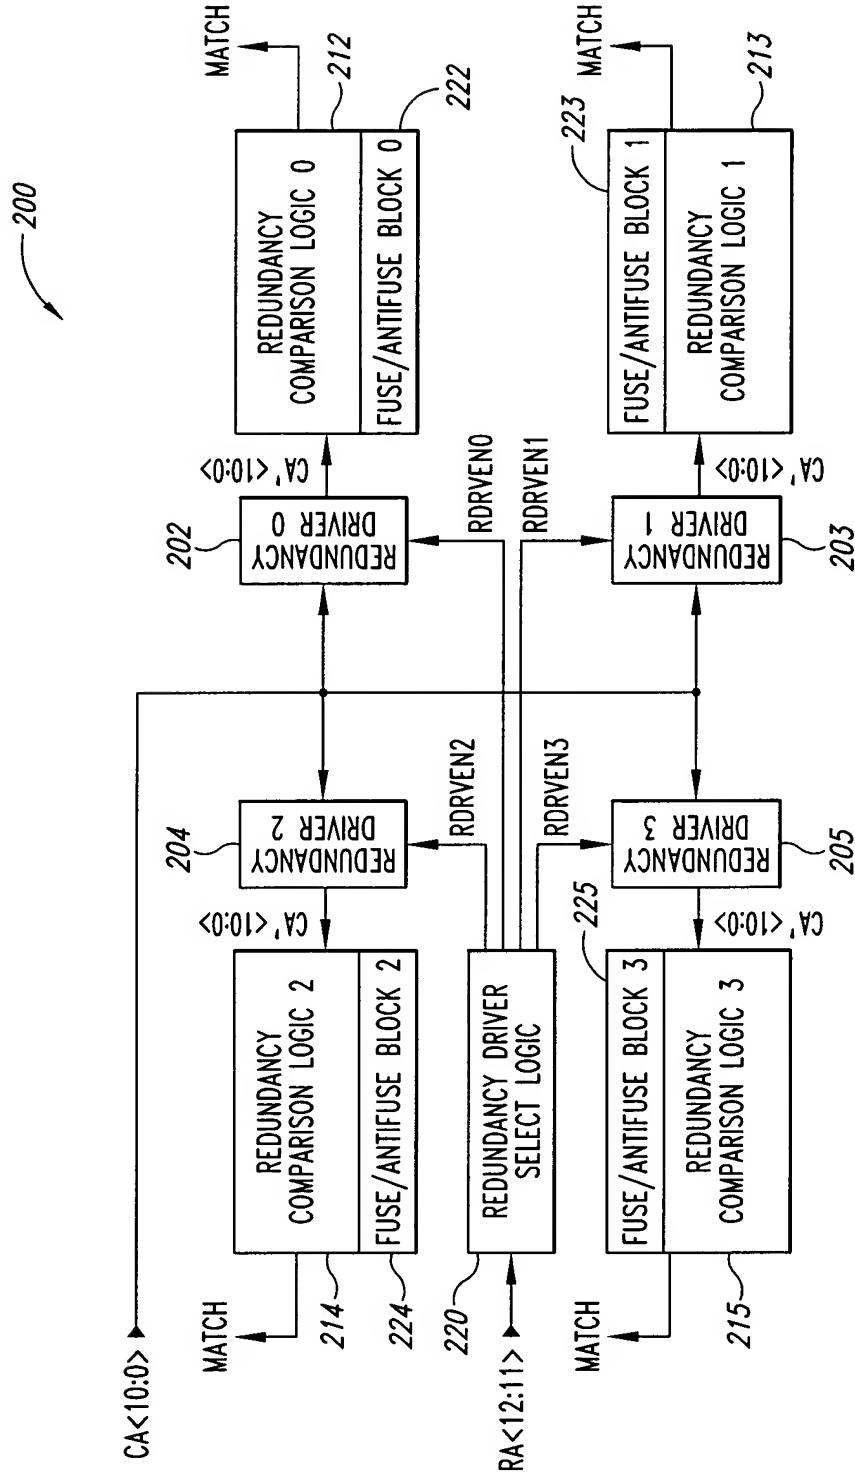 200
CA<10:0>
MATCH
REDUNDANCY
COMPARISON LOGIC 2
FUSE/ANTIFUSE BLOCK 2
214
224
CA'<10:0>
204
REDUNDANCY
DRIVER 2
202
REDUNDANCY
DRIVER 0
CA'<10:0>
REDUNDANCY
COMPARISON LOGIC 0
FUSE/ANTIFUSE BLOCK 0
MATCH
212
222
220
RA<12:11>
REDUNDANCY DRIVER
SELECT LOGIC
RDRVEN2
RDRVEN3
RDRVEN0
RDRVEN1
MATCH
225
FUSE/ANTIFUSE BLOCK 3
REDUNDANCY
COMPARISON LOGIC 3
215
CA'<10:0>
REDUNDANCY
DRIVER 3
205
REDUNDANCY
DRIVER 1
203
CA'<10:0>
223
FUSE/ANTIFUSE BLOCK 1
REDUNDANCY
COMPARISON LOGIC 1
MATCH
213